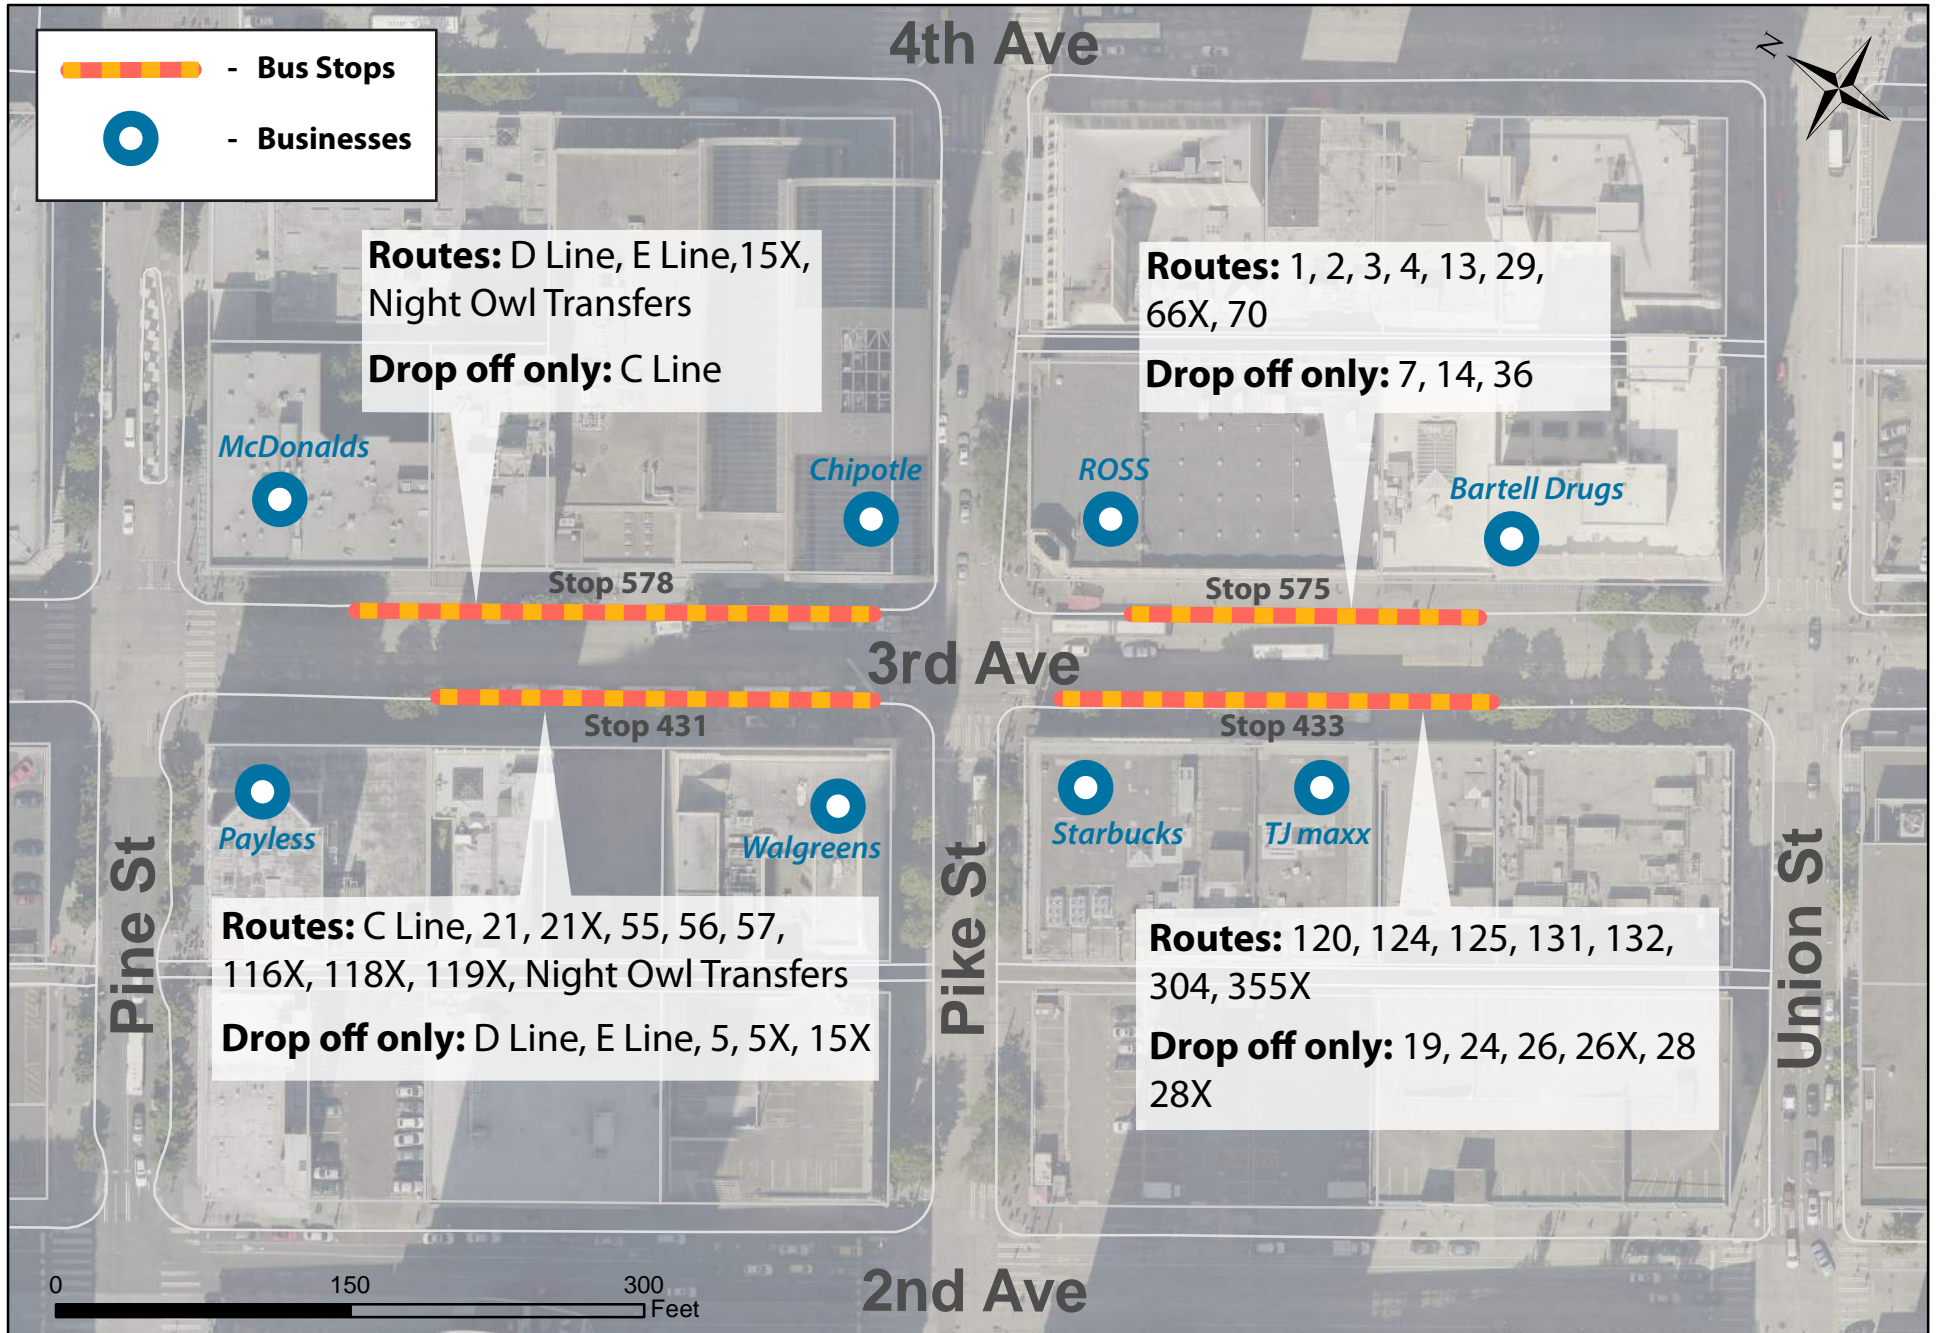 4th Ave
- Bus Stops
- Businesses
N
Routes: D Line, E Line,15X,
Night Owl Transfers
Drop off only: C Line
Routes: 1, 2, 3, 4, 13, 29,
66X, 70
Drop off only: 7, 14, 36
McDonalds
Chipotle
ROSS
Bartell Drugs
Stop 578
Stop 575
3rd Ave
Stop 431
Stop 433
Payless
Walgreens
Starbucks
TJ maxx
Pine St
Pike St
Union St
Routes: C Line, 21, 21X, 55, 56, 57,
116X, 118X, 119X, Night Owl Transfers
Drop off only: D Line, E Line, 5, 5X, 15X
Routes: 120, 124, 125, 131, 132,
304, 355X
Drop off only: 19, 24, 26, 26X, 28
28X
0 150 300
Feet
2nd Ave